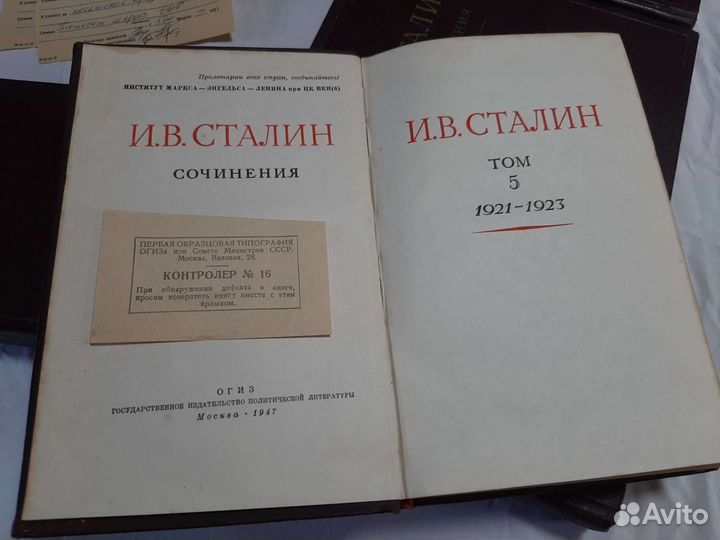 Сумма
Пролетарии всех стран, соединяйтесь!
ИНСТИТУТ МАРКСА — ЭНГЕЛЬСА — ЛЕНИНА при ЦК ВКП(б)
И.В. СТАЛИН
СОЧИНЕНИЯ
ПЕРВАЯ ОБРАЗЦОВАЯ ТИПОГРАФИЯ
ОГИЗа при Совете Министров СССР.
Москва, Валовая, 28.
КОНТРОЛЕР № 16
При обнаружении дефекта в книге,
просим возвратить книгу вместе с этим
ярлыком.
ОГИЗ
ГОСУДАРСТВЕННОЕ ИЗДАТЕЛЬСТВО ПОЛИТИЧЕСКОЙ ЛИТЕРАТУРЫ
Москва · 1947
И.В. СТАЛИН
ТОМ
5
1921-1923
Avito